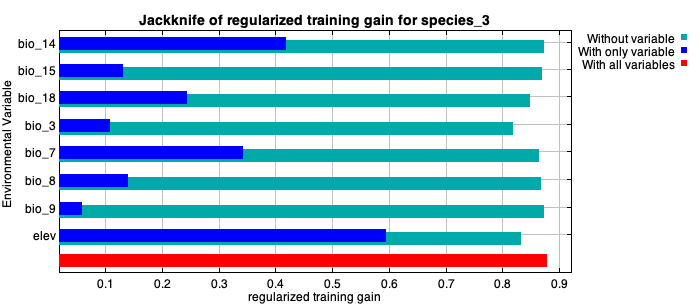 Jackknife of regularized training gain for species_3
Without variable
With only variable
With all variables
Environmental Variable
bio_14
bio_15
bio_18
bio_3
bio_7
bio_8
bio_9
elev
0.1 0.2 0.3 0.4 0.5 0.6 0.7 0.8 0.9
regularized training gain